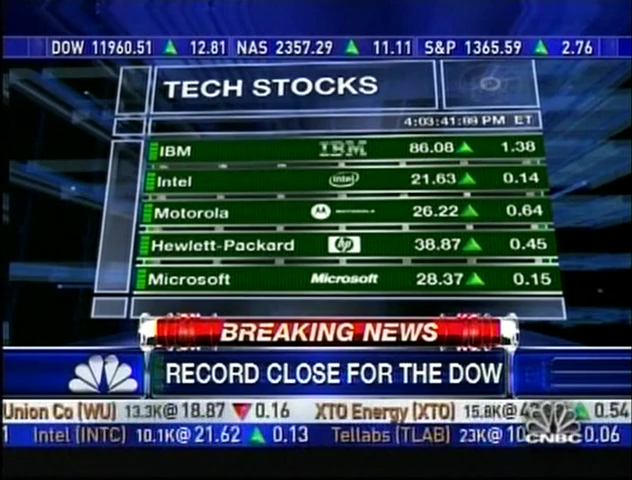 DOW 11960.51 ▲ 12.81 NAS 2357.29 ▲ 11.11 S&P 1365.59 ▲ 2.76
TECH STOCKS
4:03:41:99 PM ET
IBM IBM 86.08 ▲ 1.38
Intel intel 21.63 ▲ 0.14
Motorola MOTOROLA 26.22 ▲ 0.64
Hewlett-Packard hp 38.87 ▲ 0.45
Microsoft Microsoft 28.37 ▲ 0.15
BREAKING NEWS
RECORD CLOSE FOR THE DOW
Union Co (WU) 13.3K@18.87 ▼ 0.16 XTO Energy (XTO) 15.8K@4 ▲ 0.54
1 Intel (INTC) 10.1K@21.62 ▲ 0.13 Tellabs (TLAB) 23K@10 0.06
CNBC